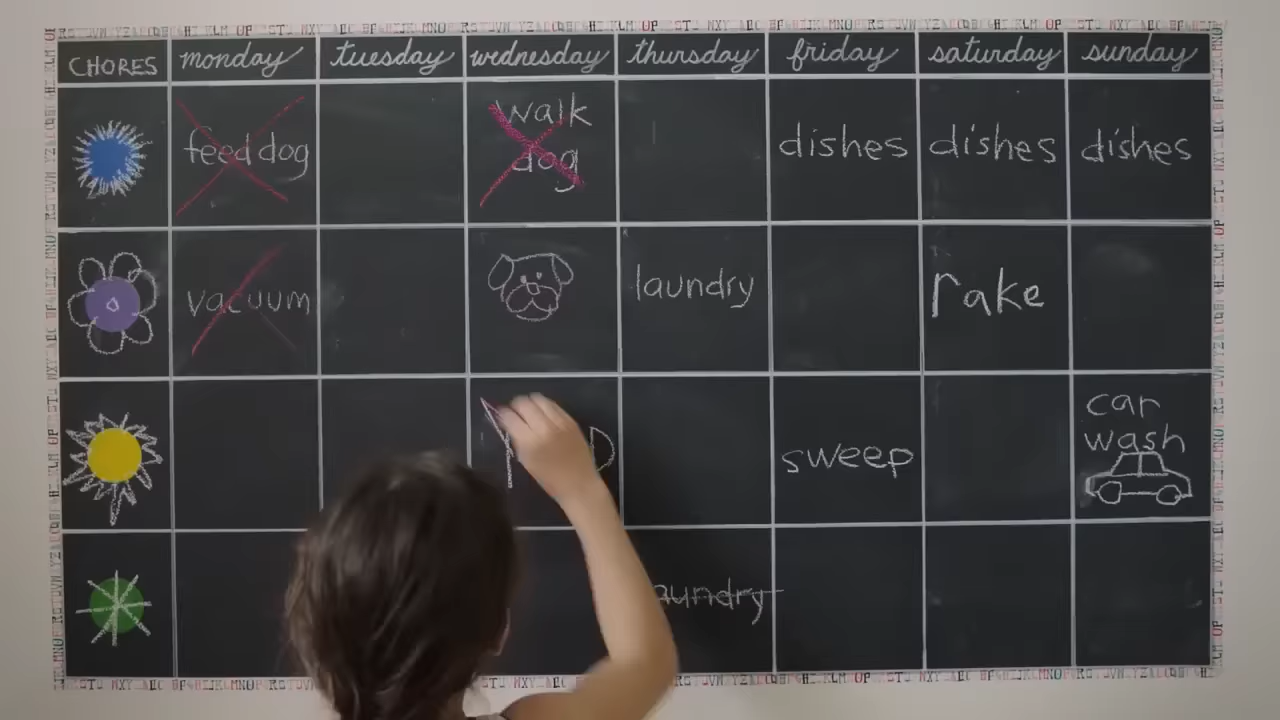 CHORES monday tuesday wednesday thursday friday saturday sunday
feed dog
walk
dog
dishes dishes dishes
vacuum laundry rake
sweep
car
wash